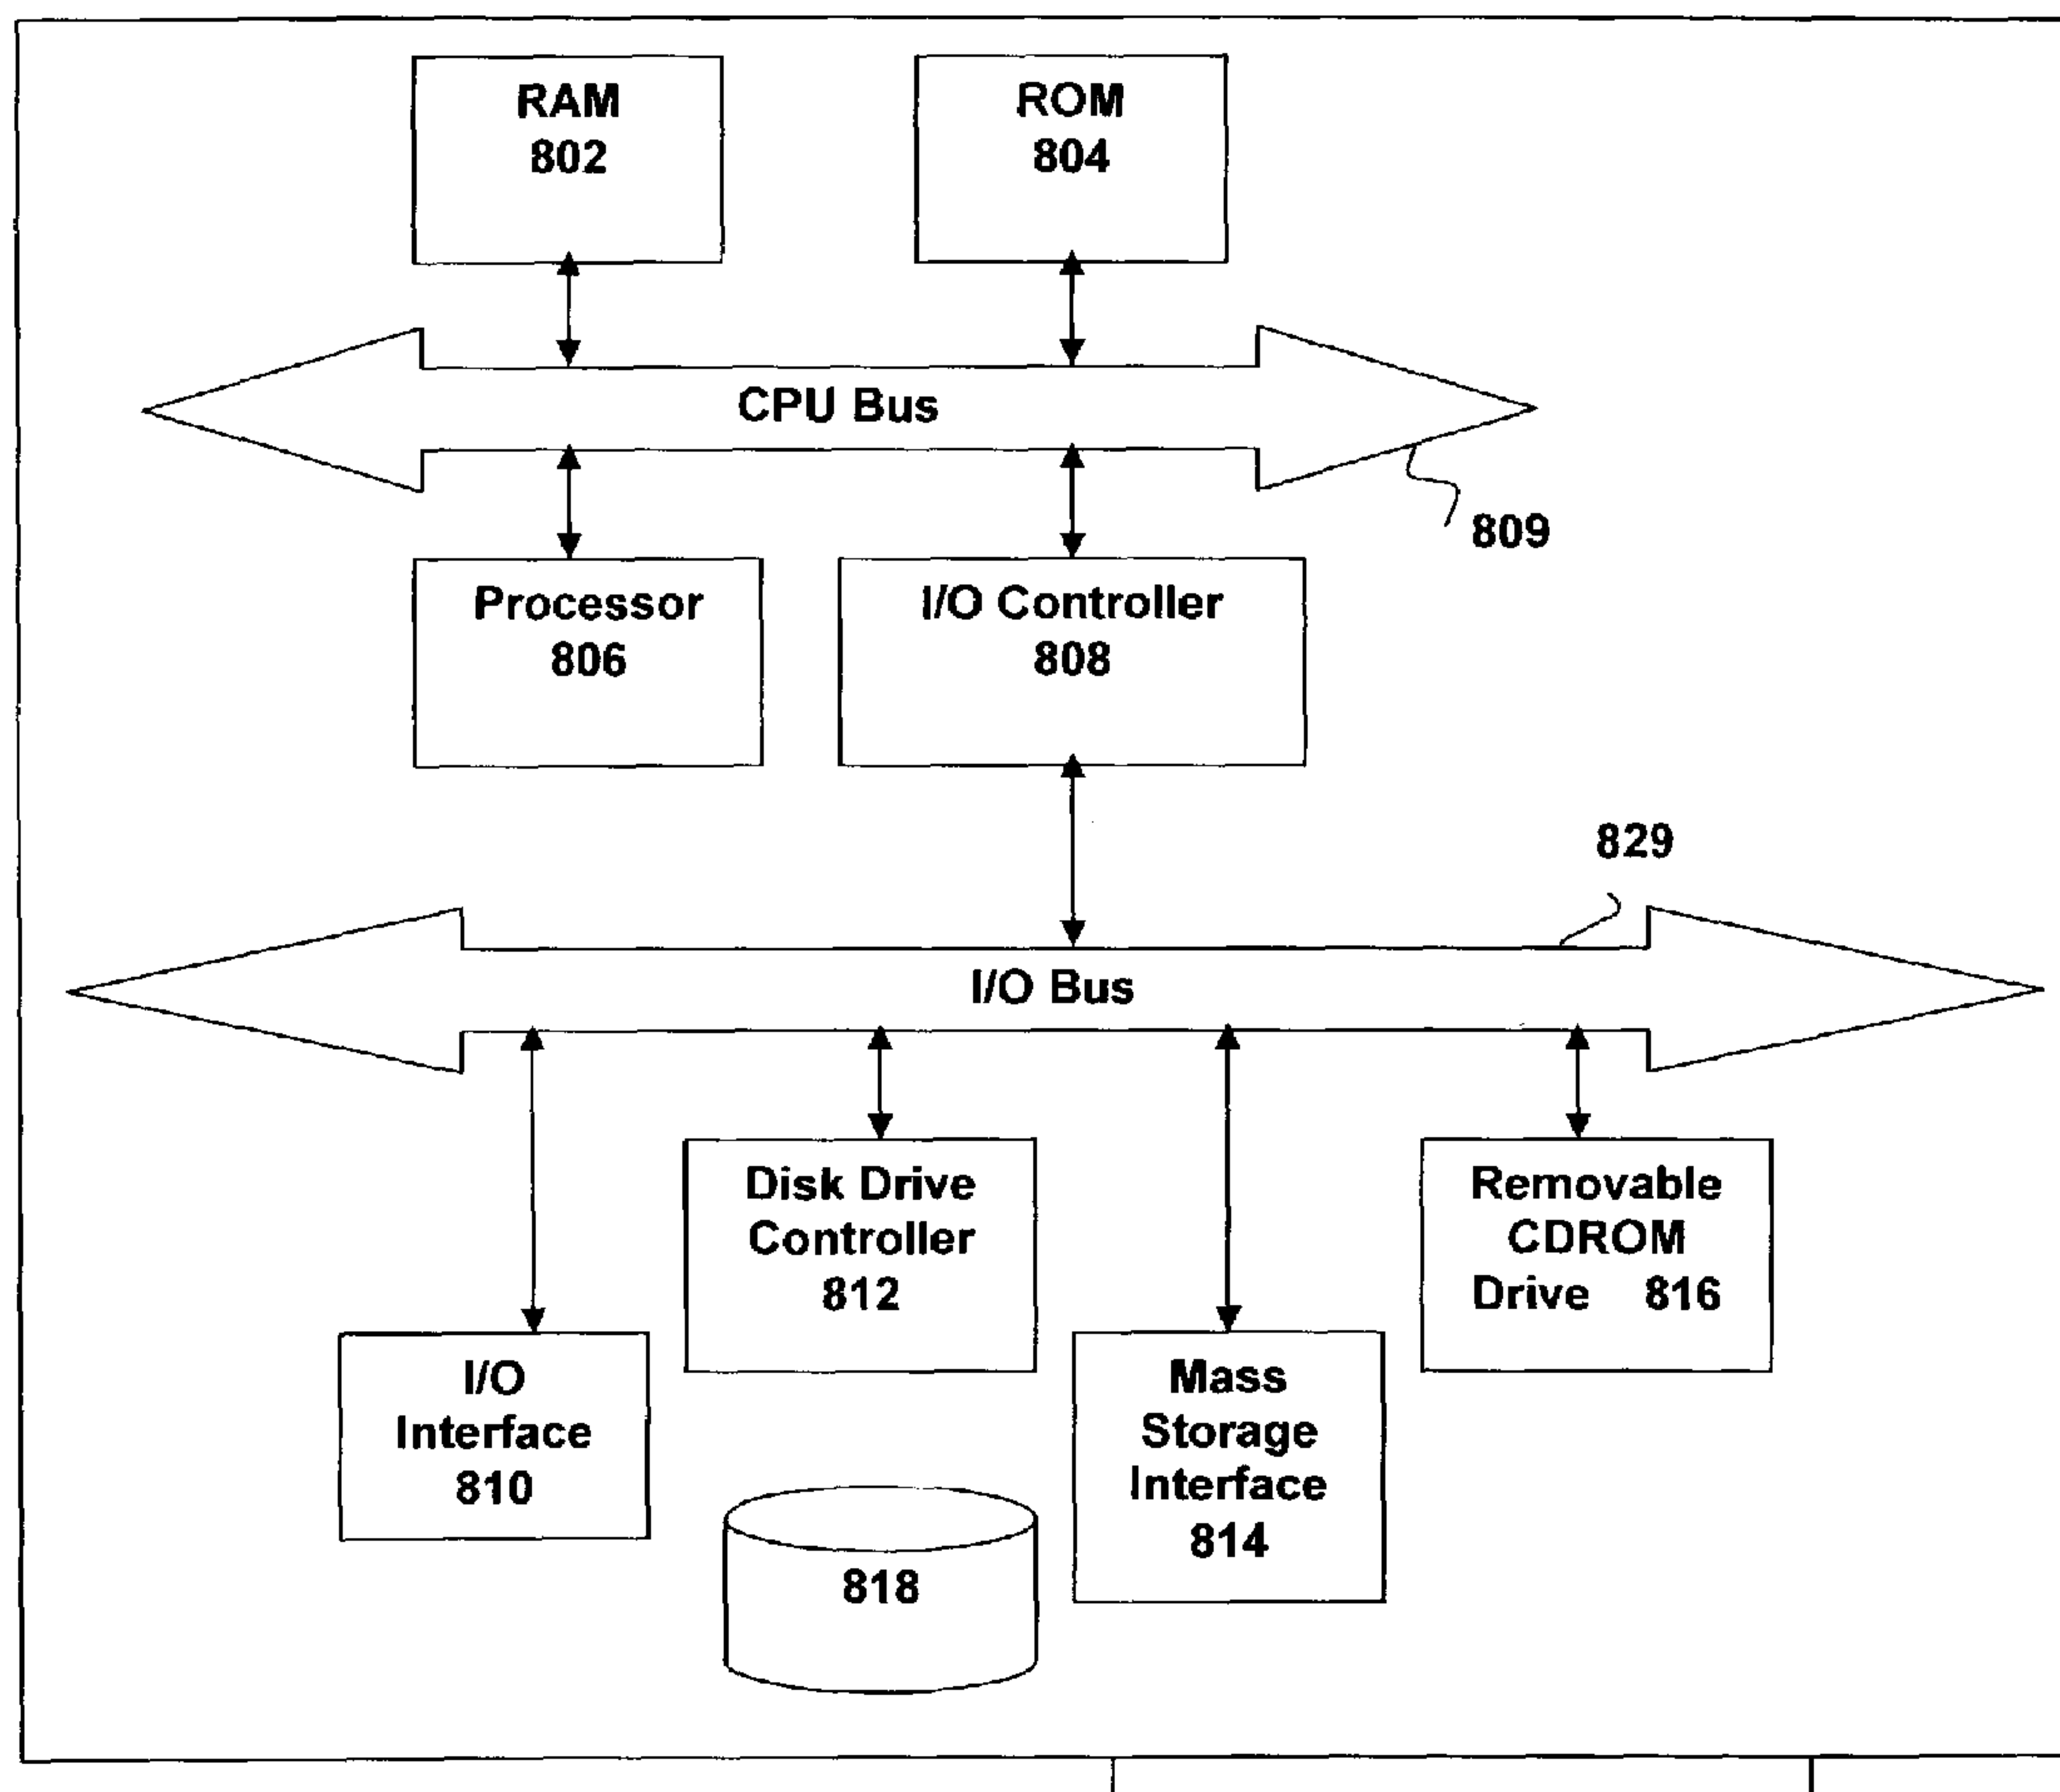 RAM
802
ROM
804
CPU Bus
809
Processor
806
I/O Controller
808
829
I/O Bus
Disk Drive
Controller
812
Removable
CDROM
Drive 816
I/O
Interface
810
Mass
Storage
Interface
814
818